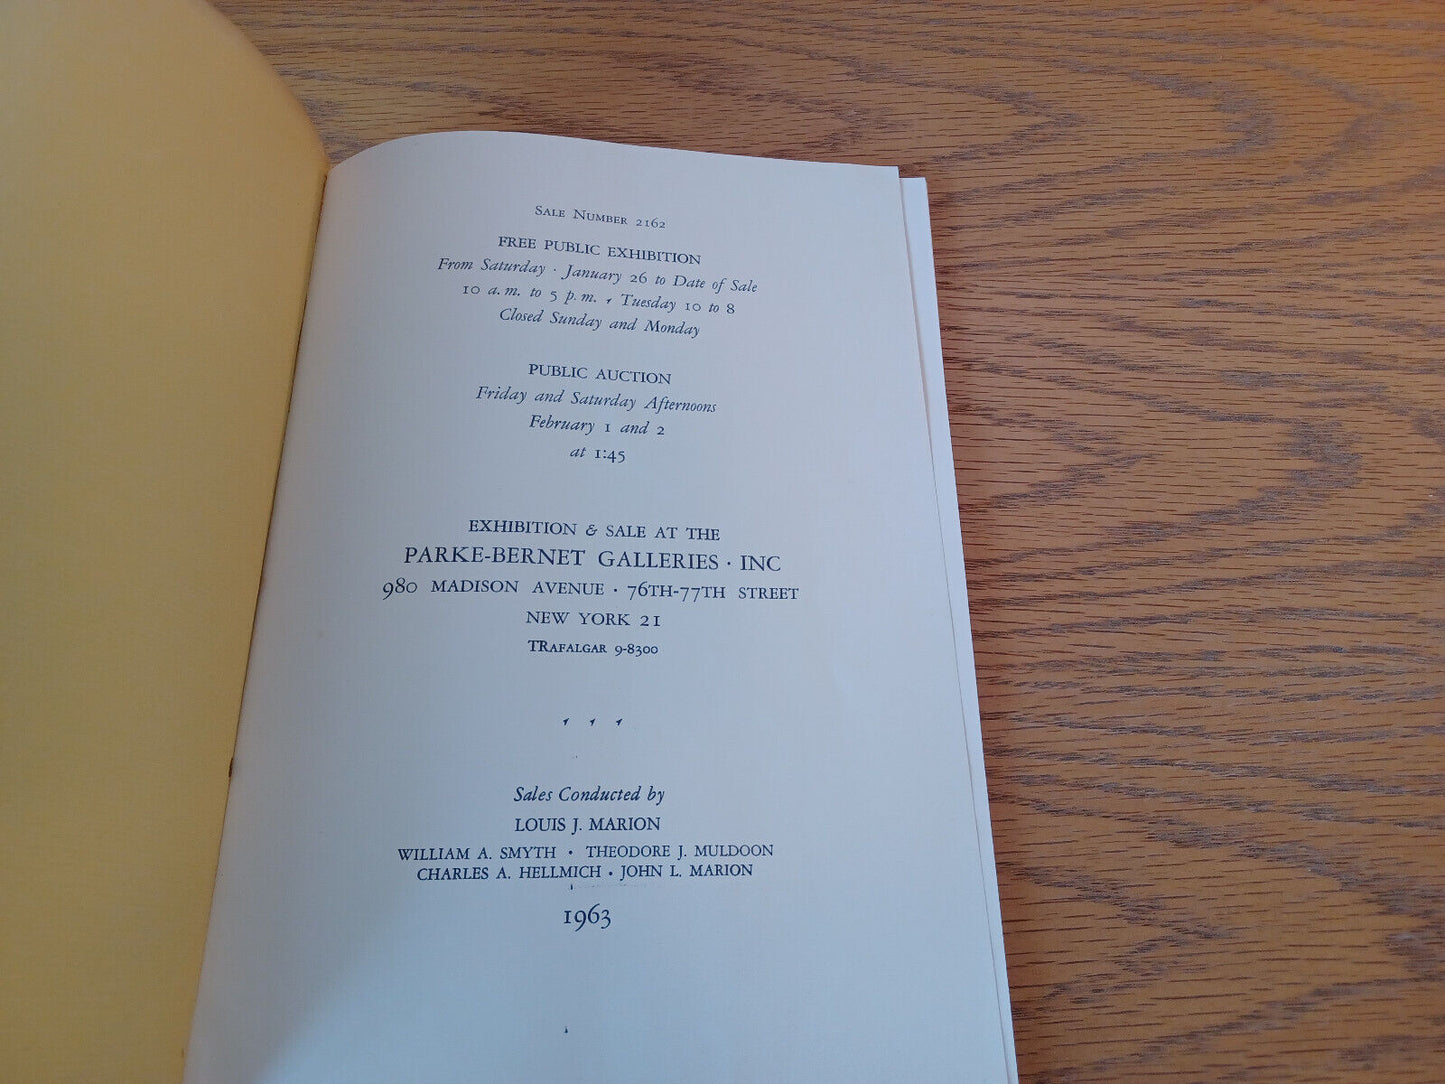 Sale Number 2162
FREE PUBLIC EXHIBITION
From Saturday · January 26 to Date of Sale
10 a. m. to 5 p. m. · Tuesday 10 to 8
Closed Sunday and Monday
PUBLIC AUCTION
Friday and Saturday Afternoons
February 1 and 2
at 1:45
EXHIBITION & SALE AT THE
PARKE-BERNET GALLERIES · INC
980 MADISON AVENUE · 76TH-77TH STREET
NEW YORK 21
TRAFALGAR 9-8300
Sales Conducted by
LOUIS J. MARION
WILLIAM A. SMYTH · THEODORE J. MULDOON
CHARLES A. HELLMICH · JOHN L. MARION
1963